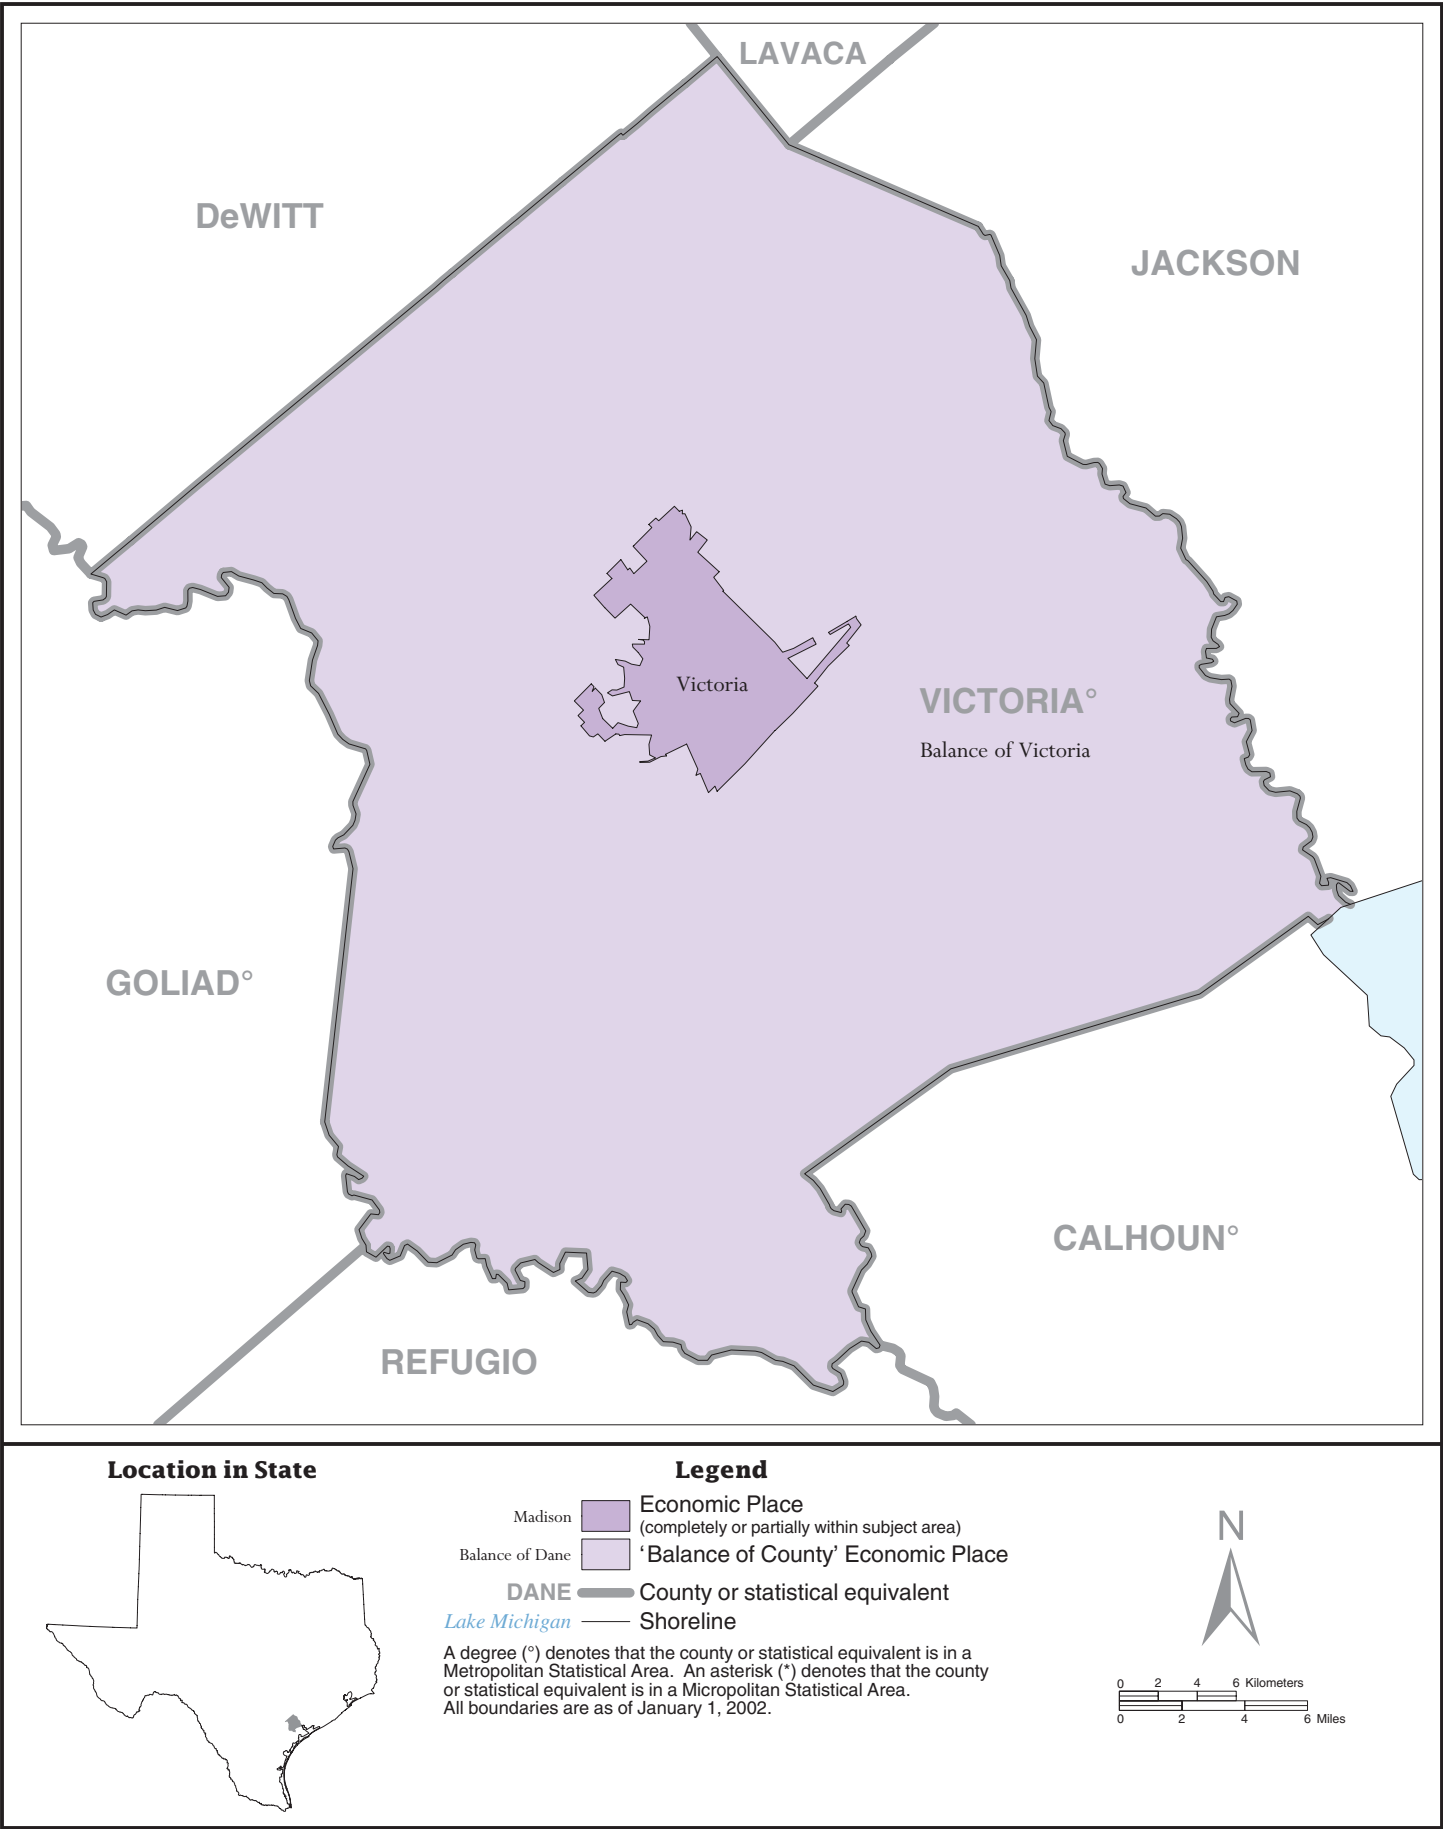 LAVACA
DeWITT
JACKSON
Victoria
VICTORIA°
Balance of Victoria
GOLIAD°
CALHOUN°
REFUGIO
Location in State
Legend
Madison
Economic Place
(completely or partially within subject area)
Balance of Dane
‘Balance of County’ Economic Place
DANE
County or statistical equivalent
Lake Michigan
Shoreline
A degree (°) denotes that the county or statistical equivalent is in a
Metropolitan Statistical Area. An asterisk (*) denotes that the county
or statistical equivalent is in a Micropolitan Statistical Area.
All boundaries are as of January 1, 2002.
N
0 2 4 6 Kilometers
0 2 4 6 Miles